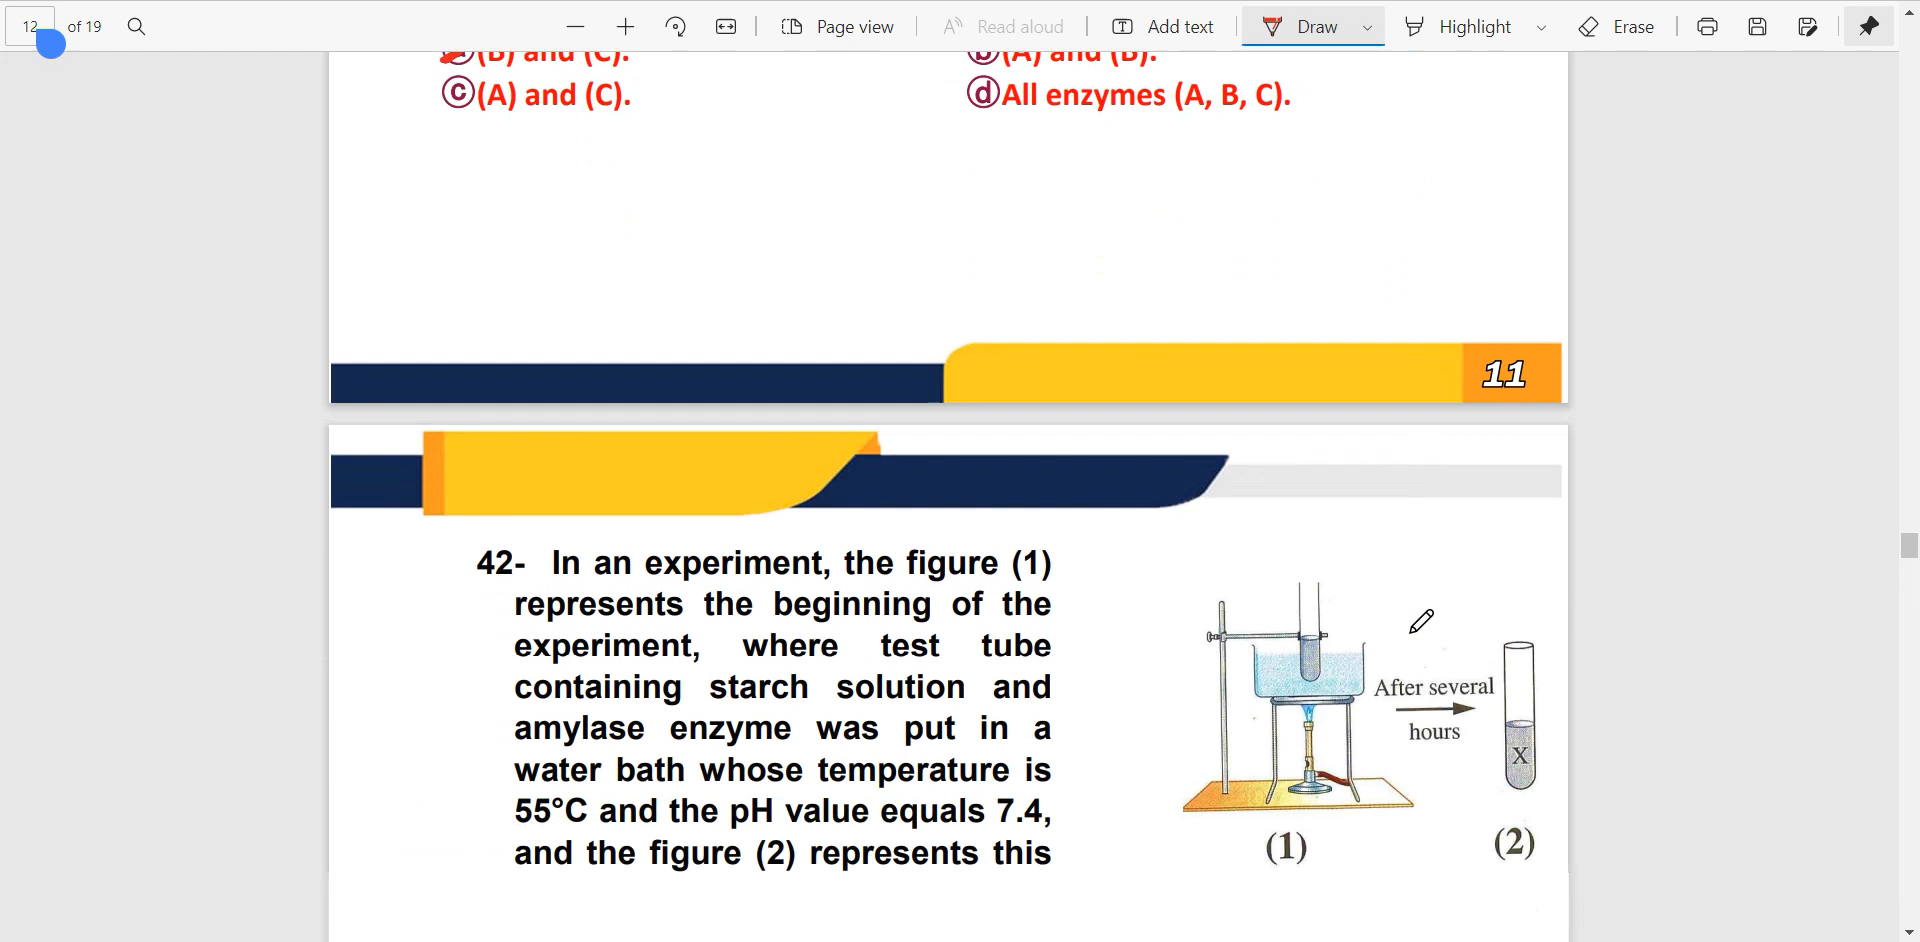 12 of 19 Page view Read aloud Add text Draw Highlight Erase
a (B) and (C). b (A) and (B).
c (A) and (C). d All enzymes (A, B, C).
11
42- In an experiment, the figure (1)
represents the beginning of the
experiment, where test tube
containing starch solution and
amylase enzyme was put in a
water bath whose temperature is
55°C and the pH value equals 7.4,
and the figure (2) represents this
After several
hours
X
(1) (2)